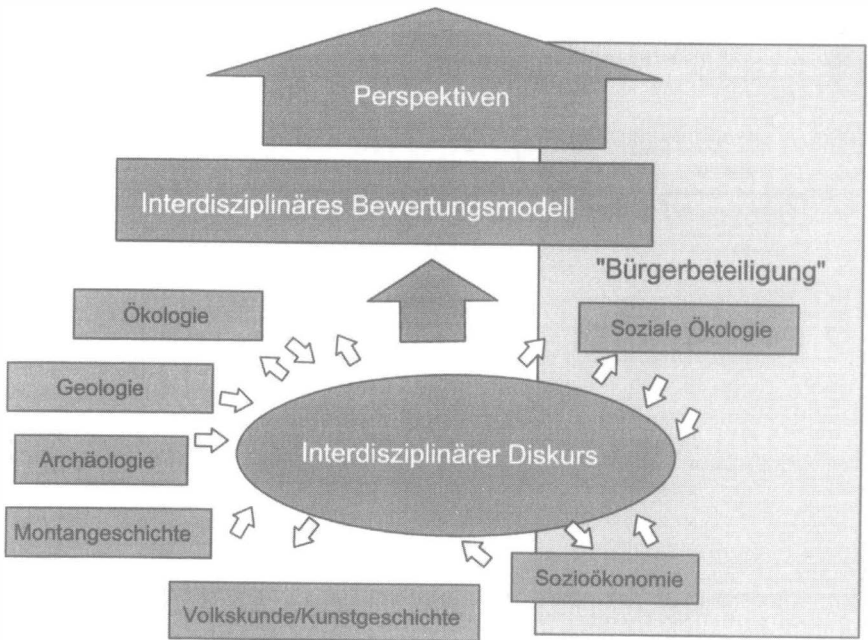 Perspektiven
Interdisziplinäres Bewertungsmodell
"Bürgerbeteiligung"
Ökologie
Soziale Ökologie
Geologie
Interdisziplinärer Diskurs
Archäologie
Montangeschichte
Sozioökonomie
Volkskunde/Kunstgeschichte